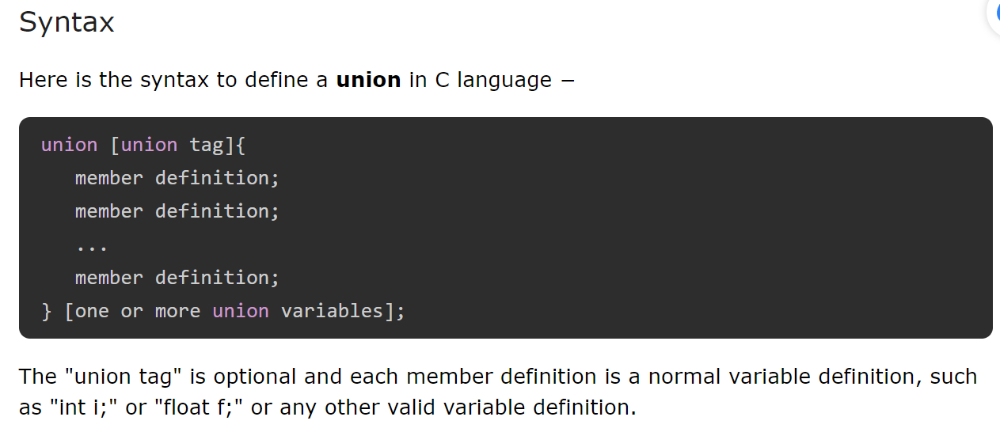 Syntax
Here is the syntax to define a union in C language −
union [union tag]{
   member definition;
   member definition;
   ...
   member definition;
} [one or more union variables];
The "union tag" is optional and each member definition is a normal variable definition, such
as "int i;" or "float f;" or any other valid variable definition.